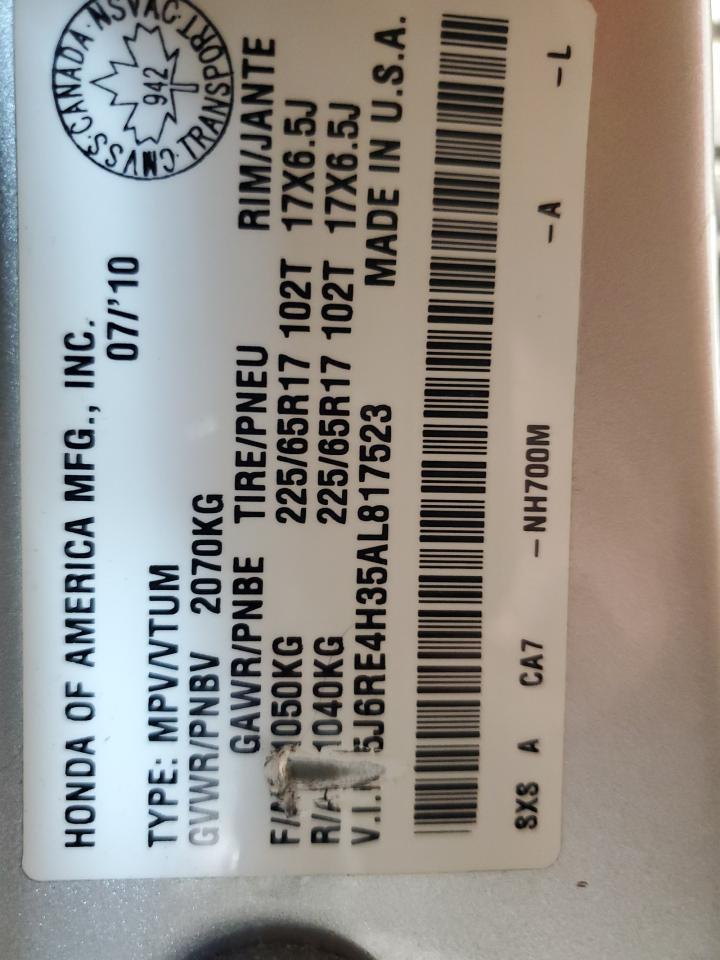 HONDA OF AMERICA MFG., INC.
07/'10
CMVSS·CANADA·NSVAC·TRANSPORT
942
TYPE: MPV/VTUM
GVWR/PNBV 2070KG
GAWR/PNBE TIRE/PNEU RIM/JANTE
F/A 1050KG 225/65R17 102T 17X6.5J
R/A 1040KG 225/65R17 102T 17X6.5J
V.I.N 5J6RE4H35AL817523 MADE IN U.S.A.
SXS A CA7 –NH700M –A –L